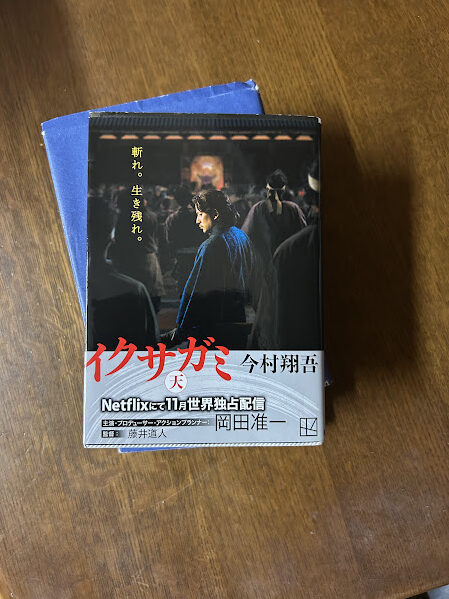 斬れ。生き残れ。
イクサガミ
天
今村翔吾
Netflixにて11月世界独占配信
主演・プロデューサー・アクションプランナー：岡田准一
監督：藤井道人